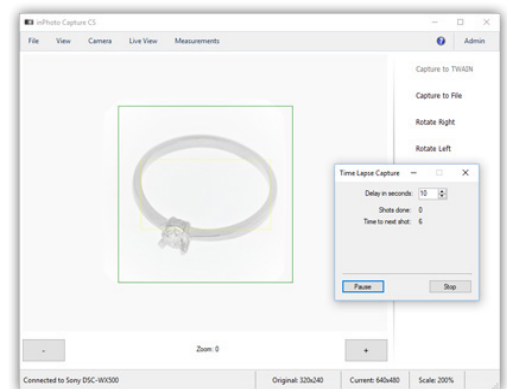 inPhoto Capture CS
File View Camera Live View Measurements Admin
Capture to TWAIN
Capture to File
Rotate Right
Rotate Left
Time Lapse Capture
Delay in seconds: 10
Shots done: 0
Time to next shot: 6
Pause Stop
- Zoom: 0 +
Connected to Sony DSC-WX500 Original: 320x240 Current: 640x480 Scale: 200%